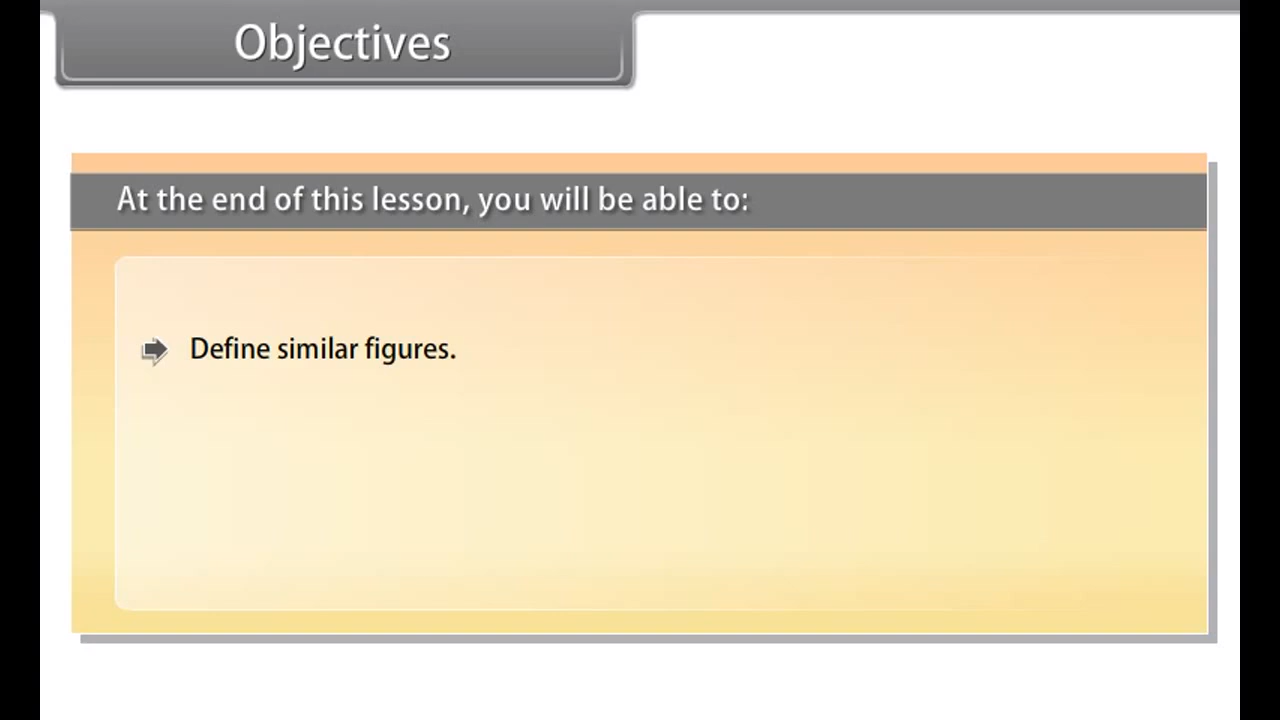 Objectives
At the end of this lesson, you will be able to:
Define similar figures.